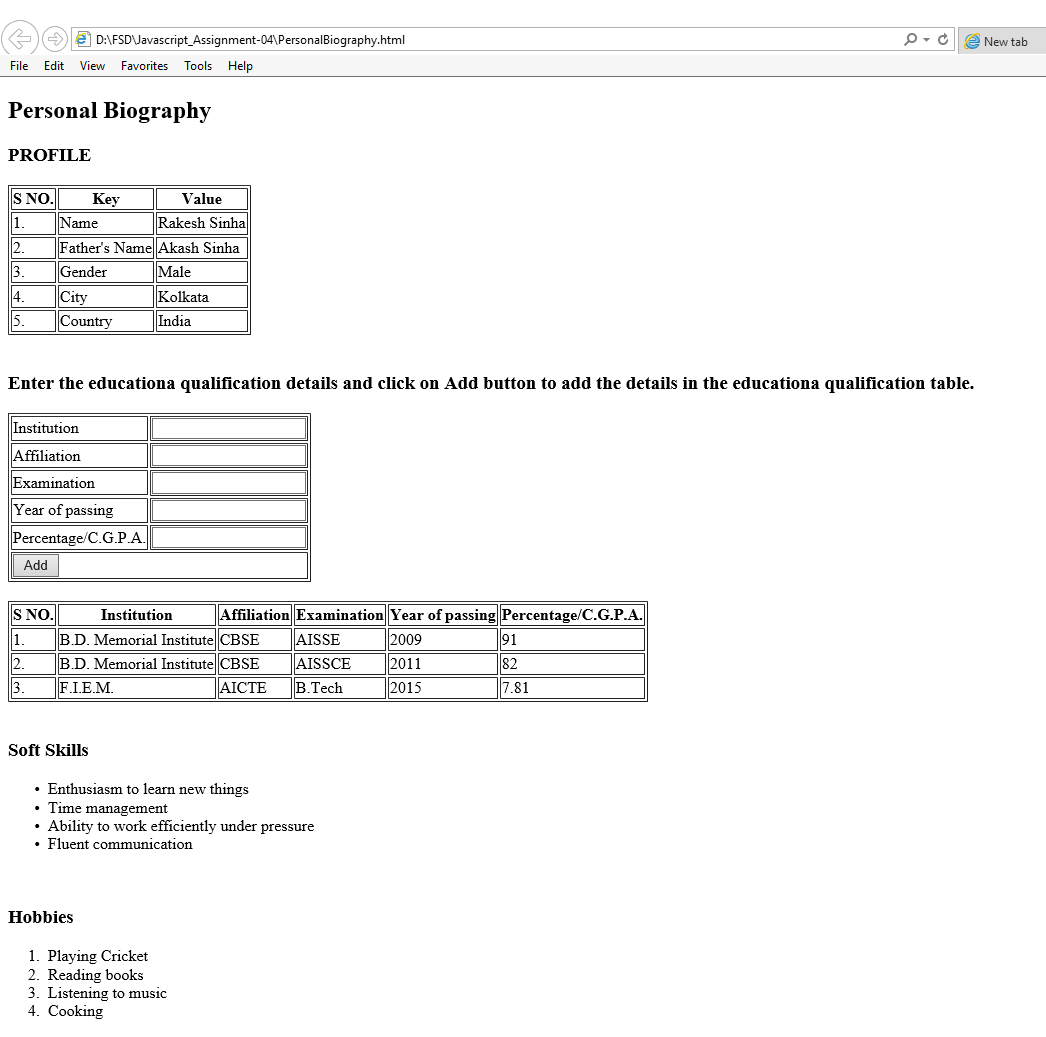 D:\FSD\Javascript_Assignment-04\PersonalBiography.html
New tab
File Edit View Favorites Tools Help
Personal Biography
PROFILE
S NO. Key Value
1. Name Rakesh Sinha
2. Father's Name Akash Sinha
3. Gender Male
4. City Kolkata
5. Country India
Enter the educationa qualification details and click on Add button to add the details in the educationa qualification table.
Institution
Affiliation
Examination
Year of passing
Percentage/C.G.P.A.
Add
S NO. Institution Affiliation Examination Year of passing Percentage/C.G.P.A.
1. B.D. Memorial Institute CBSE AISSE 2009 91
2. B.D. Memorial Institute CBSE AISSCE 2011 82
3. F.I.E.M. AICTE B.Tech 2015 7.81
Soft Skills
• Enthusiasm to learn new things
• Time management
• Ability to work efficiently under pressure
• Fluent communication
Hobbies
1. Playing Cricket
2. Reading books
3. Listening to music
4. Cooking